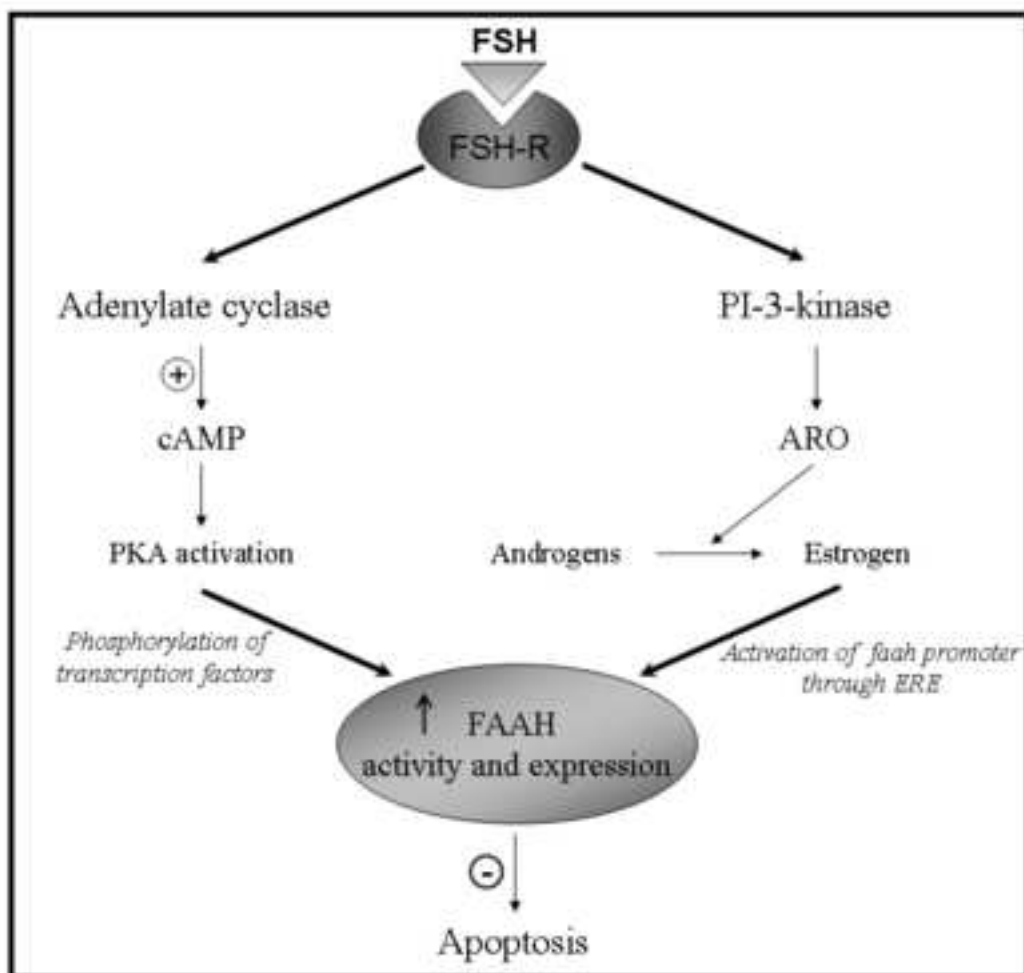 FSH
FSH-R
Adenylate cyclase
PI-3-kinase
+
cAMP
ARO
PKA activation
Androgens
Estrogen
Phosphorylation of
transcription factors
Activation of faah promoter
through ERE
↑ FAAH
activity and expression
-
Apoptosis